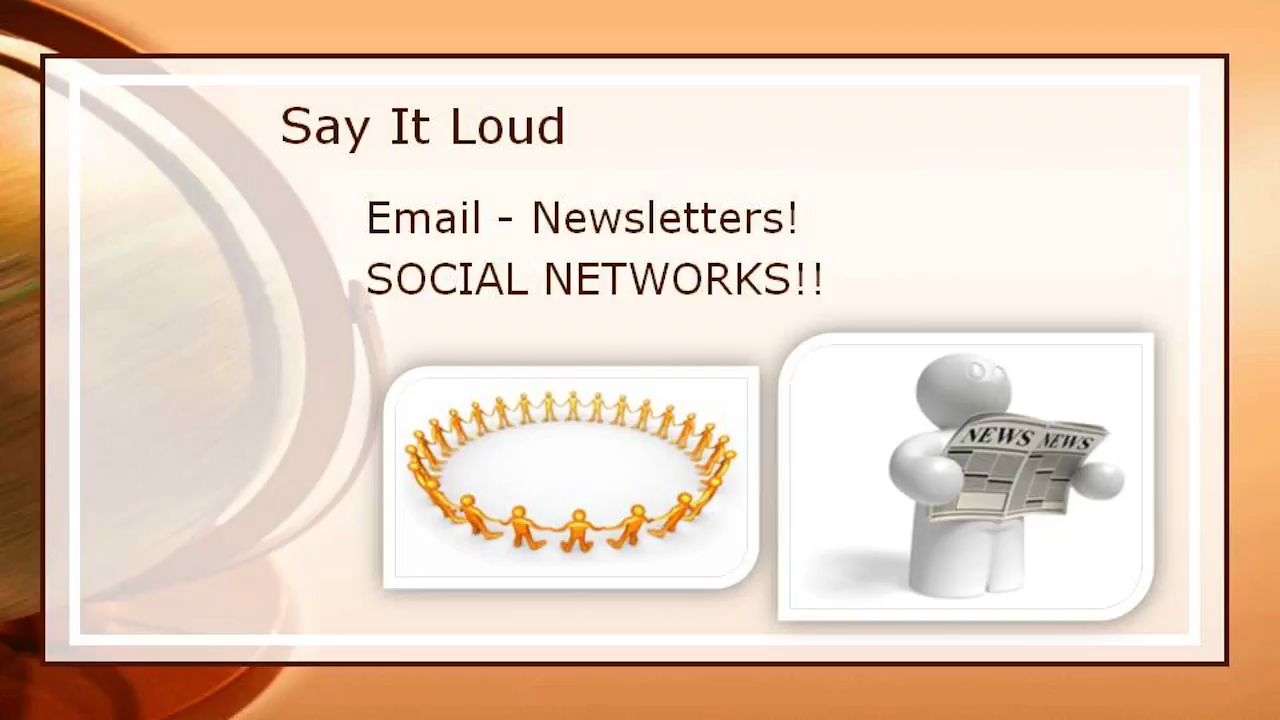 Say It Loud
Email - Newsletters!
SOCIAL NETWORKS!!
NEWS NEWS